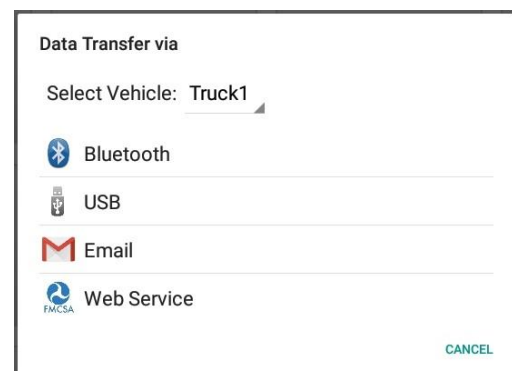 Data Transfer via
Select Vehicle: Truck1
Bluetooth
USB
Email
FMCSA Web Service
CANCEL